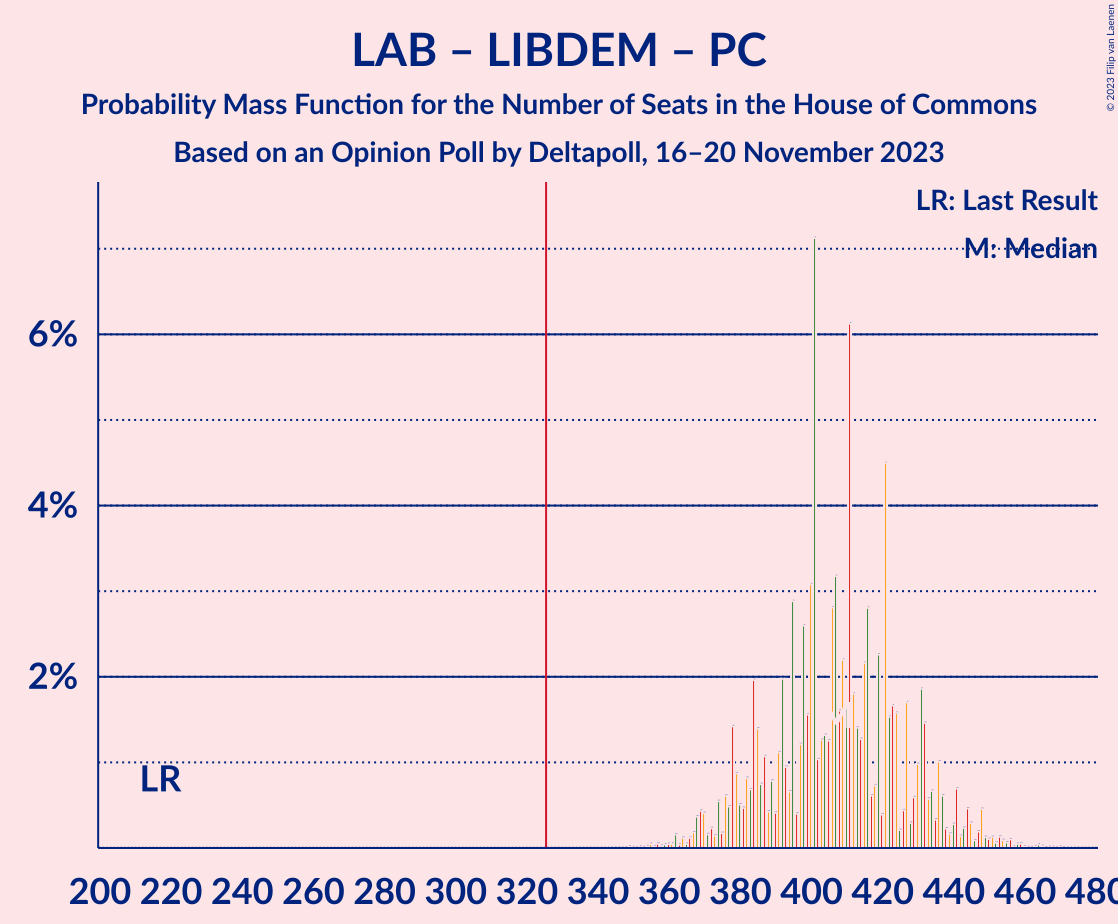 LAB – LIBDEM – PC
Probability Mass Function for the Number of Seats in the House of Commons
Based on an Opinion Poll by Deltapoll, 16–20 November 2023
© 2023 Filip van Laenen
LR: Last Result
M: Median
6%
4%
2%
LR
200 220 240 260 280 300 320 340 360 380 400 420 440 460 480